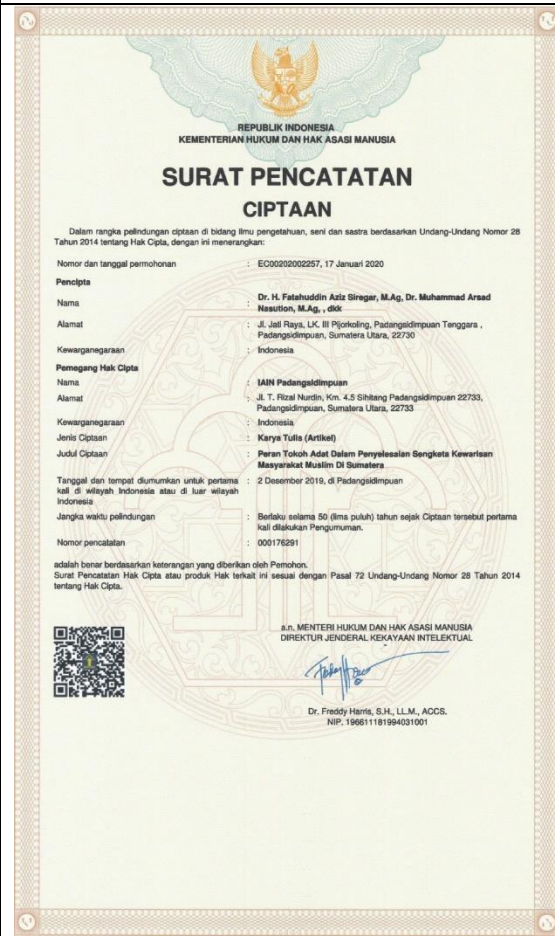 REPUBLIK INDONESIA
KEMENTERIAN HUKUM DAN HAK ASASI MANUSIA
SURAT PENCATATAN
CIPTAAN
Dalam rangka pelindungan ciptaan di bidang ilmu pengetahuan, seni dan sastra berdasarkan Undang-Undang Nomor 28
Tahun 2014 tentang Hak Cipta, dengan ini menerangkan:
Nomor dan tanggal permohonan : EC00202002257, 17 Januari 2020
Pencipta
Nama : Dr. H. Fatahuddin Aziz Siregar, M.Ag, Dr. Muhammad Arsad
Nasution, M.Ag, , dkk
Alamat : Jl. Jati Raya, LK. III Pijorkoling, Padangsidimpuan Tenggara ,
Padangsidimpuan, Sumatera Utara, 22730
Kewarganegaraan : Indonesia
Pemegang Hak Cipta
Nama : IAIN Padangsidimpuan
Alamat : Jl. T. Rizal Nurdin, Km. 4.5 Sihitang Padangsidimpuan 22733,
Padangsidimpuan, Sumatera Utara, 22733
Kewarganegaraan : Indonesia
Jenis Ciptaan : Karya Tulis (Artikel)
Judul Ciptaan : Peran Tokoh Adat Dalam Penyelesaian Sengketa Kewarisan
Masyarakat Muslim Di Sumatera
Tanggal dan tempat diumumkan untuk pertama : 2 Desember 2019, di Padangsidimpuan
kali di wilayah Indonesia atau di luar wilayah
Indonesia
Jangka waktu pelindungan : Berlaku selama 50 (lima puluh) tahun sejak Ciptaan tersebut pertama
kali dilakukan Pengumuman.
Nomor pencatatan : 000176291
adalah benar berdasarkan keterangan yang diberikan oleh Pemohon.
Surat Pencatatan Hak Cipta atau produk Hak terkait ini sesuai dengan Pasal 72 Undang-Undang Nomor 28 Tahun 2014
tentang Hak Cipta.
a.n. MENTERI HUKUM DAN HAK ASASI MANUSIA
DIREKTUR JENDERAL KEKAYAAN INTELEKTUAL
Dr. Freddy Harris, S.H., LL.M., ACCS.
NIP. 196611181994031001